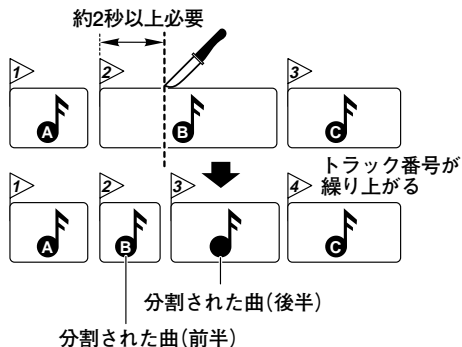 約2秒以上必要
1 2 3
A B C
トラック番号が
繰り上がる
1 2 3 4
A B C
分割された曲(後半)
分割された曲(前半)